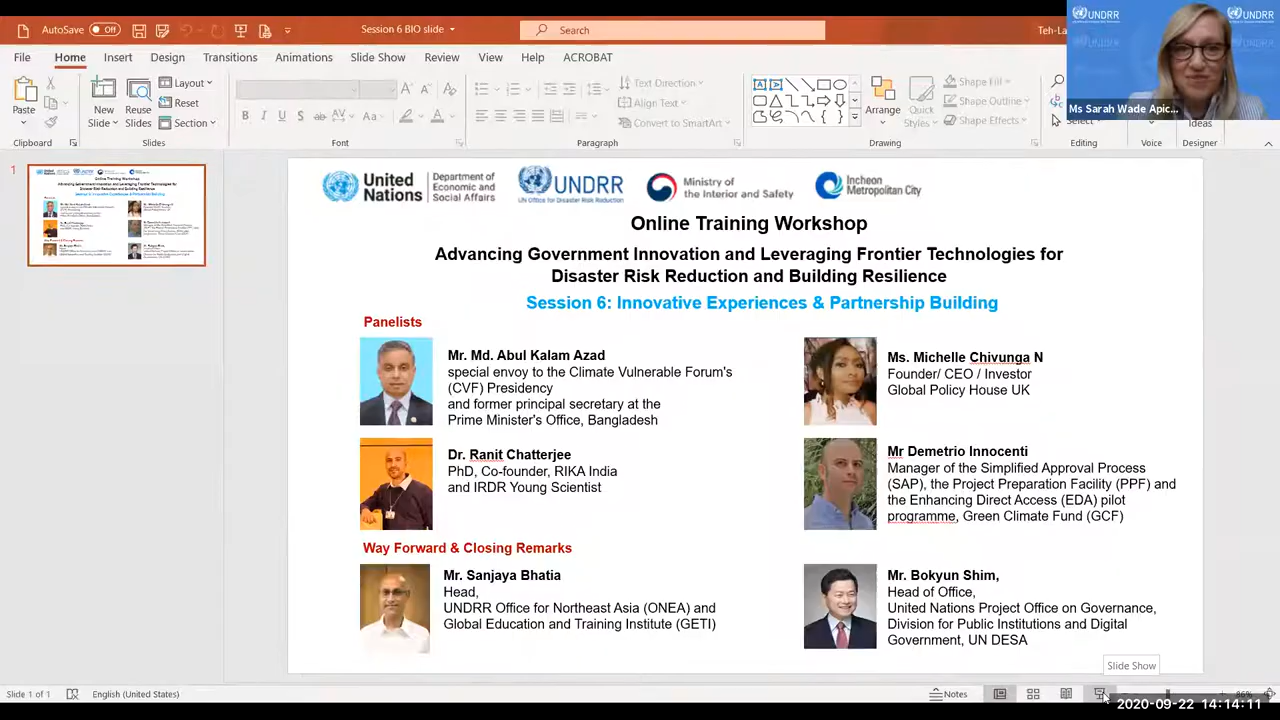 AutoSave Off
Session 6 BIO slide
Search
Teh-La
UNDRR
UNDRR
UNDRR
UNDRR
Ms Sarah Wade Apic...
File Home Insert Design Transitions Animations Slide Show Review View Help ACROBAT
Paste
New Slide
Reuse Slides
Layout
Reset
Section
Text Direction
Align Text
Convert to SmartArt
Arrange
Quick Styles
Shape Fill
Shape Outline
Shape Effects
Select
Ideas
Clipboard
Slides
Font
Paragraph
Drawing
Editing
Voice
Designer
1
United Nations
Department of Economic and Social Affairs
UNDRR
UN Office for Disaster Risk Reduction
Ministry of the Interior and Safety
Incheon Metropolitan City
Online Training Workshop
Advancing Government Innovation and Leveraging Frontier Technologies for
Disaster Risk Reduction and Building Resilience
Session 6: Innovative Experiences & Partnership Building
Panelists
Mr. Md. Abul Kalam Azad
special envoy to the Climate Vulnerable Forum's
(CVF) Presidency
and former principal secretary at the
Prime Minister's Office, Bangladesh
Ms. Michelle Chivunga N
Founder/ CEO / Investor
Global Policy House UK
Dr. Ranit Chatterjee
PhD, Co-founder, RIKA India
and IRDR Young Scientist
Mr Demetrio Innocenti
Manager of the Simplified Approval Process
(SAP), the Project Preparation Facility (PPF) and
the Enhancing Direct Access (EDA) pilot
programme, Green Climate Fund (GCF)
Way Forward & Closing Remarks
Mr. Sanjaya Bhatia
Head,
UNDRR Office for Northeast Asia (ONEA) and
Global Education and Training Institute (GETI)
Mr. Bokyun Shim,
Head of Office,
United Nations Project Office on Governance,
Division for Public Institutions and Digital
Government, UN DESA
Slide Show
Slide 1 of 1
English (United States)
Notes
86%
2020-09-22 14:14:11